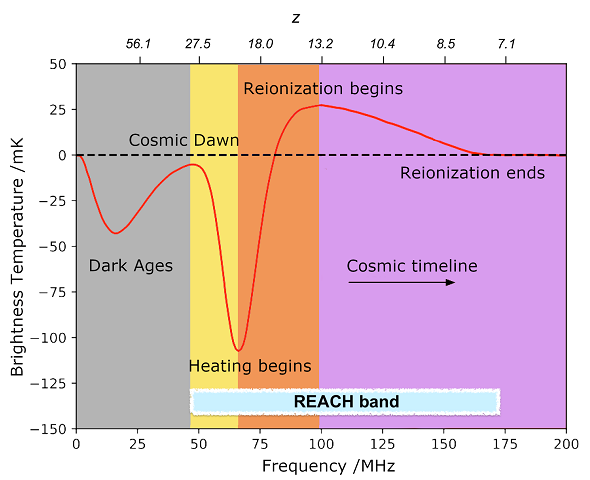 z
56.1 27.5 18.0 13.2 10.4 8.5 7.1
50
25
0
−25
−50
−75
−100
−125
−150
Brightness Temperature /mK
Reionization begins
Cosmic Dawn
Reionization ends
Dark Ages
Cosmic timeline
Heating begins
REACH band
0 25 50 75 100 125 150 175 200
Frequency /MHz